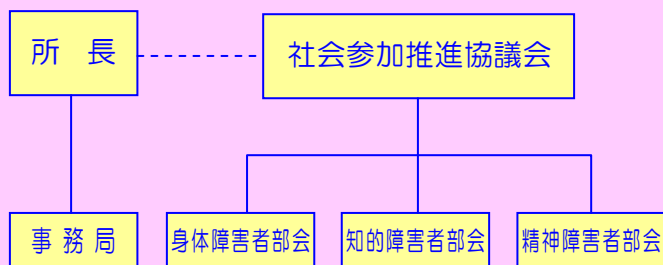 所　長
社会参加推進協議会
事 務 局
身体障害者部会
知的障害者部会
精神障害者部会